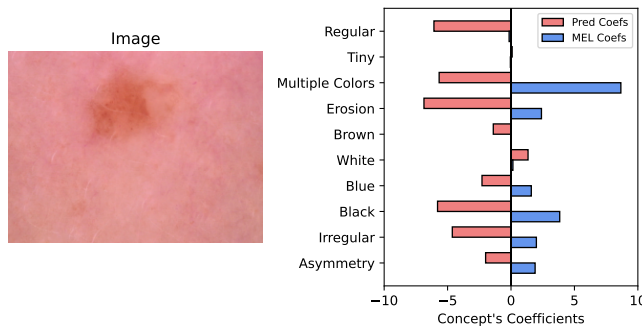 Image
Pred Coefs
MEL Coefs
Regular
Tiny
Multiple Colors
Erosion
Brown
White
Blue
Black
Irregular
Asymmetry
−10 −5 0 5 10
Concept's Coefficients